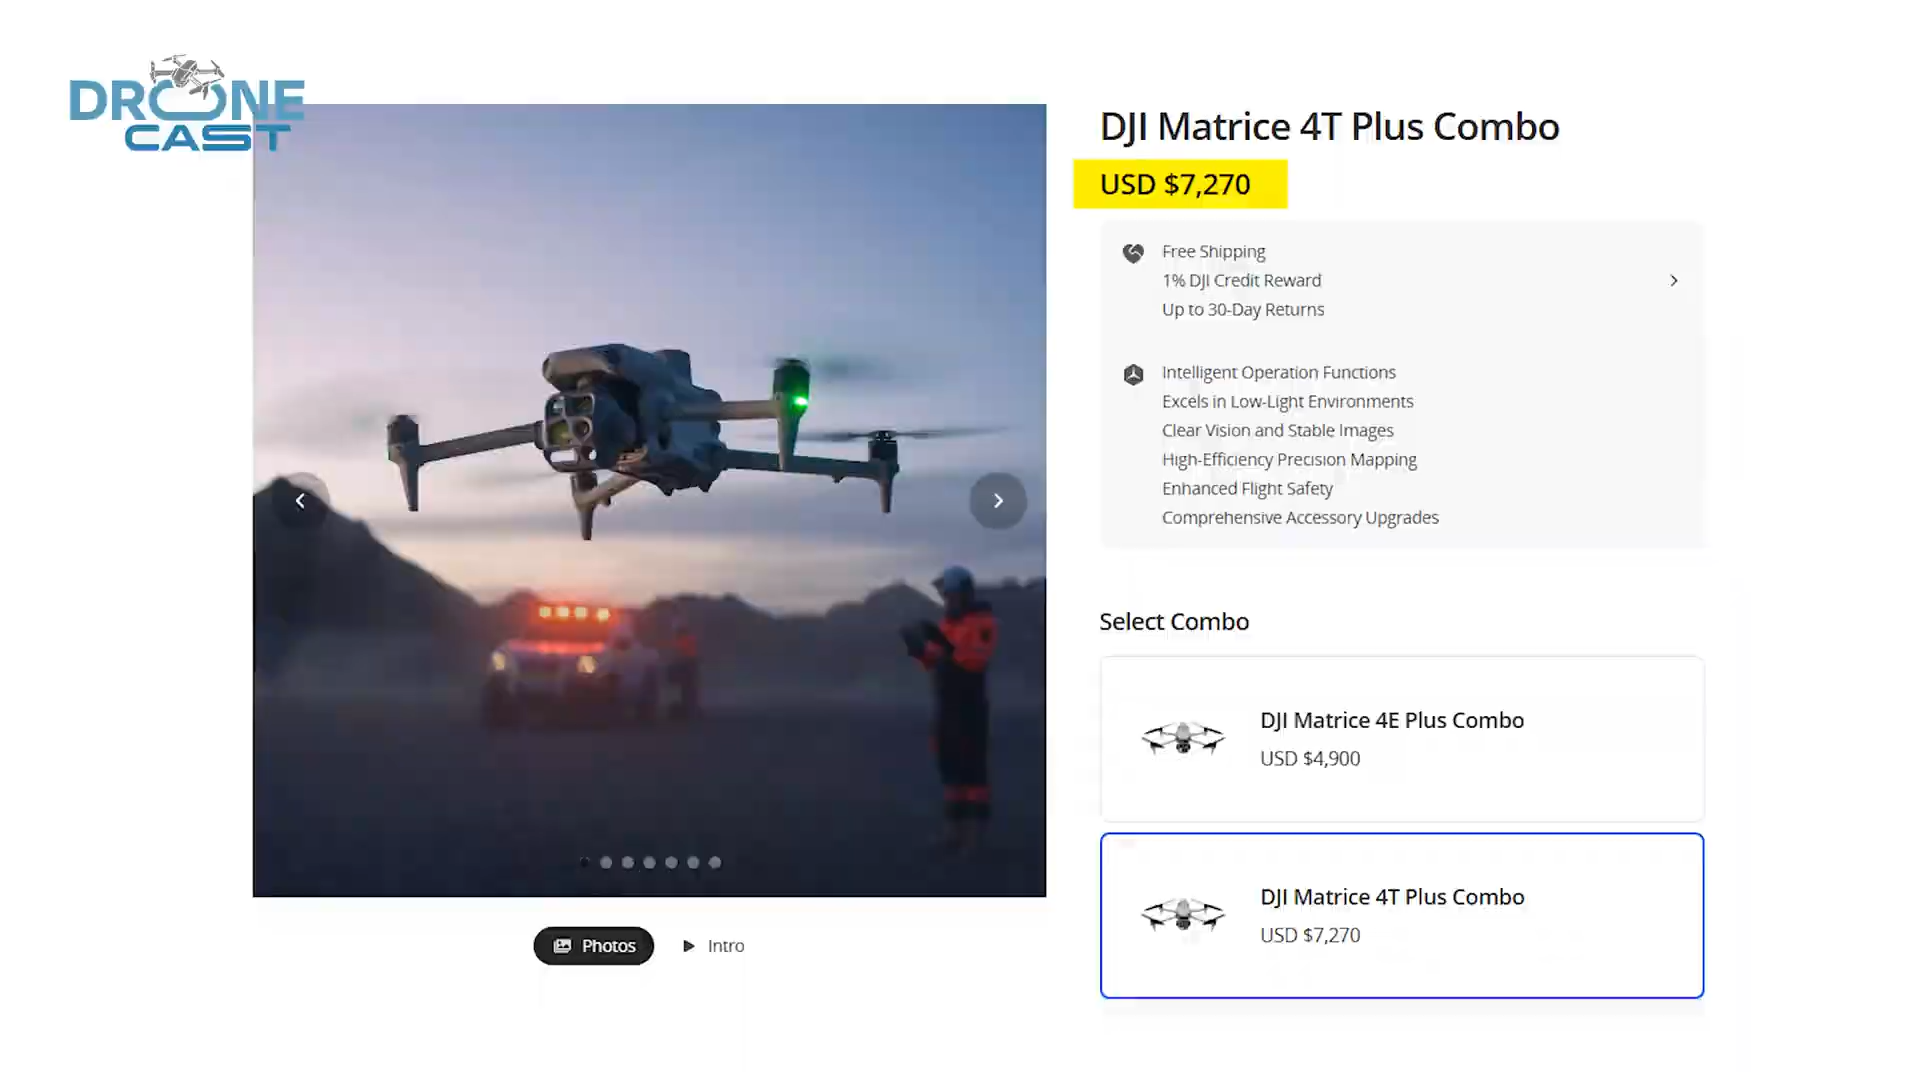 DRONE
CAST
DJI Matrice 4T Plus Combo
USD $7,270
Free Shipping
1% DJI Credit Reward
Up to 30-Day Returns
Intelligent Operation Functions
Excels in Low-Light Environments
Clear Vision and Stable Images
High-Efficiency Precision Mapping
Enhanced Flight Safety
Comprehensive Accessory Upgrades
Select Combo
DJI Matrice 4E Plus Combo
USD $4,900
DJI Matrice 4T Plus Combo
USD $7,270
Photos
Intro